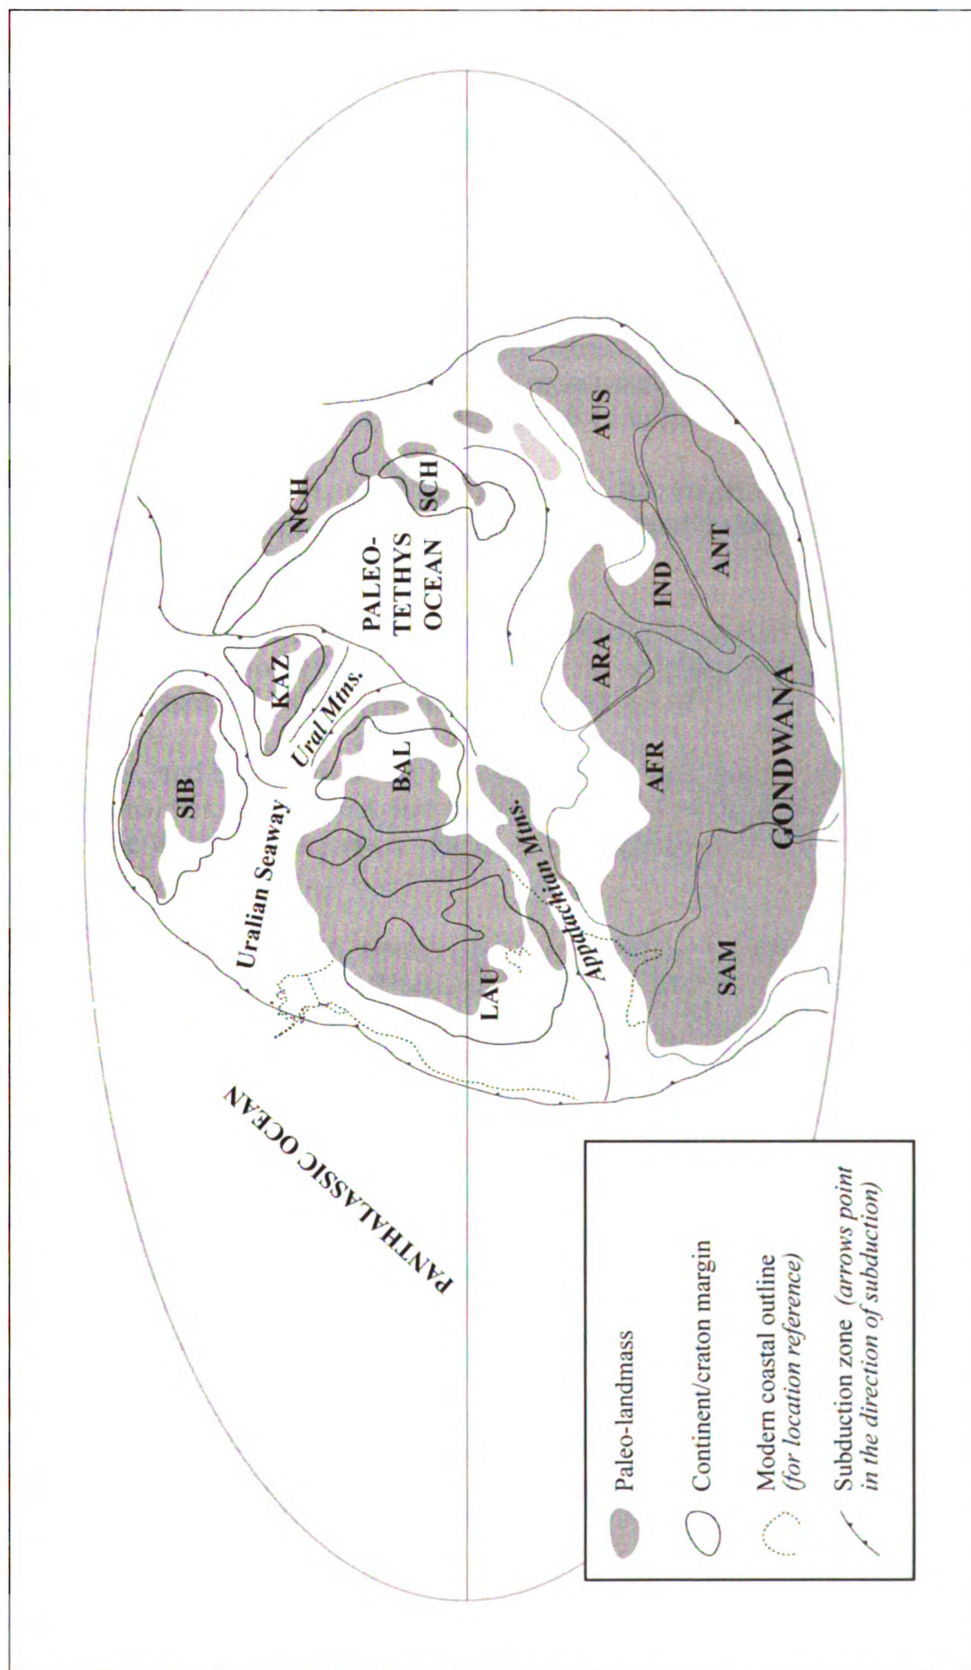 SIB
Uralian Seaway
KAZ
Ural Mtns.
NCH
PANTHALASSIC OCEAN
BAL
PALEO-
TETHYS
OCEAN
SCH
LAU
Appalachian Mtns.
SAM
AFR
ARA
IND
AUS
ANT
GONDWANA
Paleo-landmass
Continent/craton margin
Modern coastal outline
(for location reference)
Subduction zone (arrows point
in the direction of subduction)